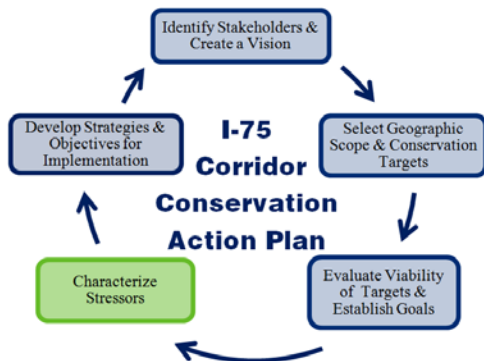 Identify Stakeholders &
Create a Vision
Select Geographic
Scope & Conservation
Targets
Evaluate Viability
of Targets &
Establish Goals
Characterize
Stressors
Develop Strategies &
Objectives for
Implementation
I-75
Corridor
Conservation
Action Plan